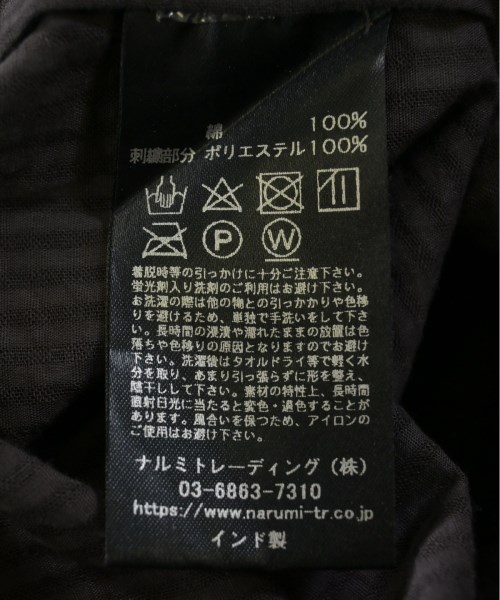 綿 100%
刺繍部分 ポリエステル100%
P W
着脱時等の引っかけに十分ご注意下さい。
蛍光剤入り洗剤のご利用はお避け下さい。
お洗濯の際は他の物との引っかかりや色移
りを避けるため、単独で手洗いをして下さ
い。長時間の浸漬や濡れたままの放置は色
落ちや色移りの原因となりますのでお避け
下さい。洗濯後はタオルドライ等で軽く水
分を取り、あまり引っ張らずに形を整え、
陰干しして下さい。素材の特性上、長時間
直射日光に当たると変色・退色することが
あります。風合いを保つため、アイロンの
ご使用はお避け下さい。
ナルミトレーディング（株）
03-6863-7310
https://www.narumi-tr.co.jp
インド製